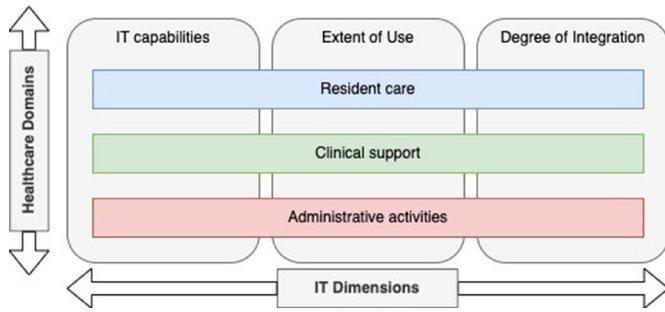 IT capabilities
Extent of Use
Degree of Integration
Healthcare Domains
Resident care
Clinical support
Administrative activities
IT Dimensions